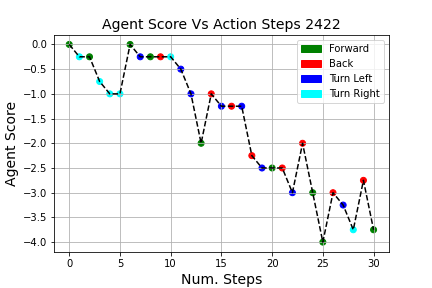 Agent Score Vs Action Steps 2422
Agent Score
0.0
−0.5
−1.0
−1.5
−2.0
−2.5
−3.0
−3.5
−4.0
Forward
Back
Turn Left
Turn Right
0 5 10 15 20 25 30
Num. Steps